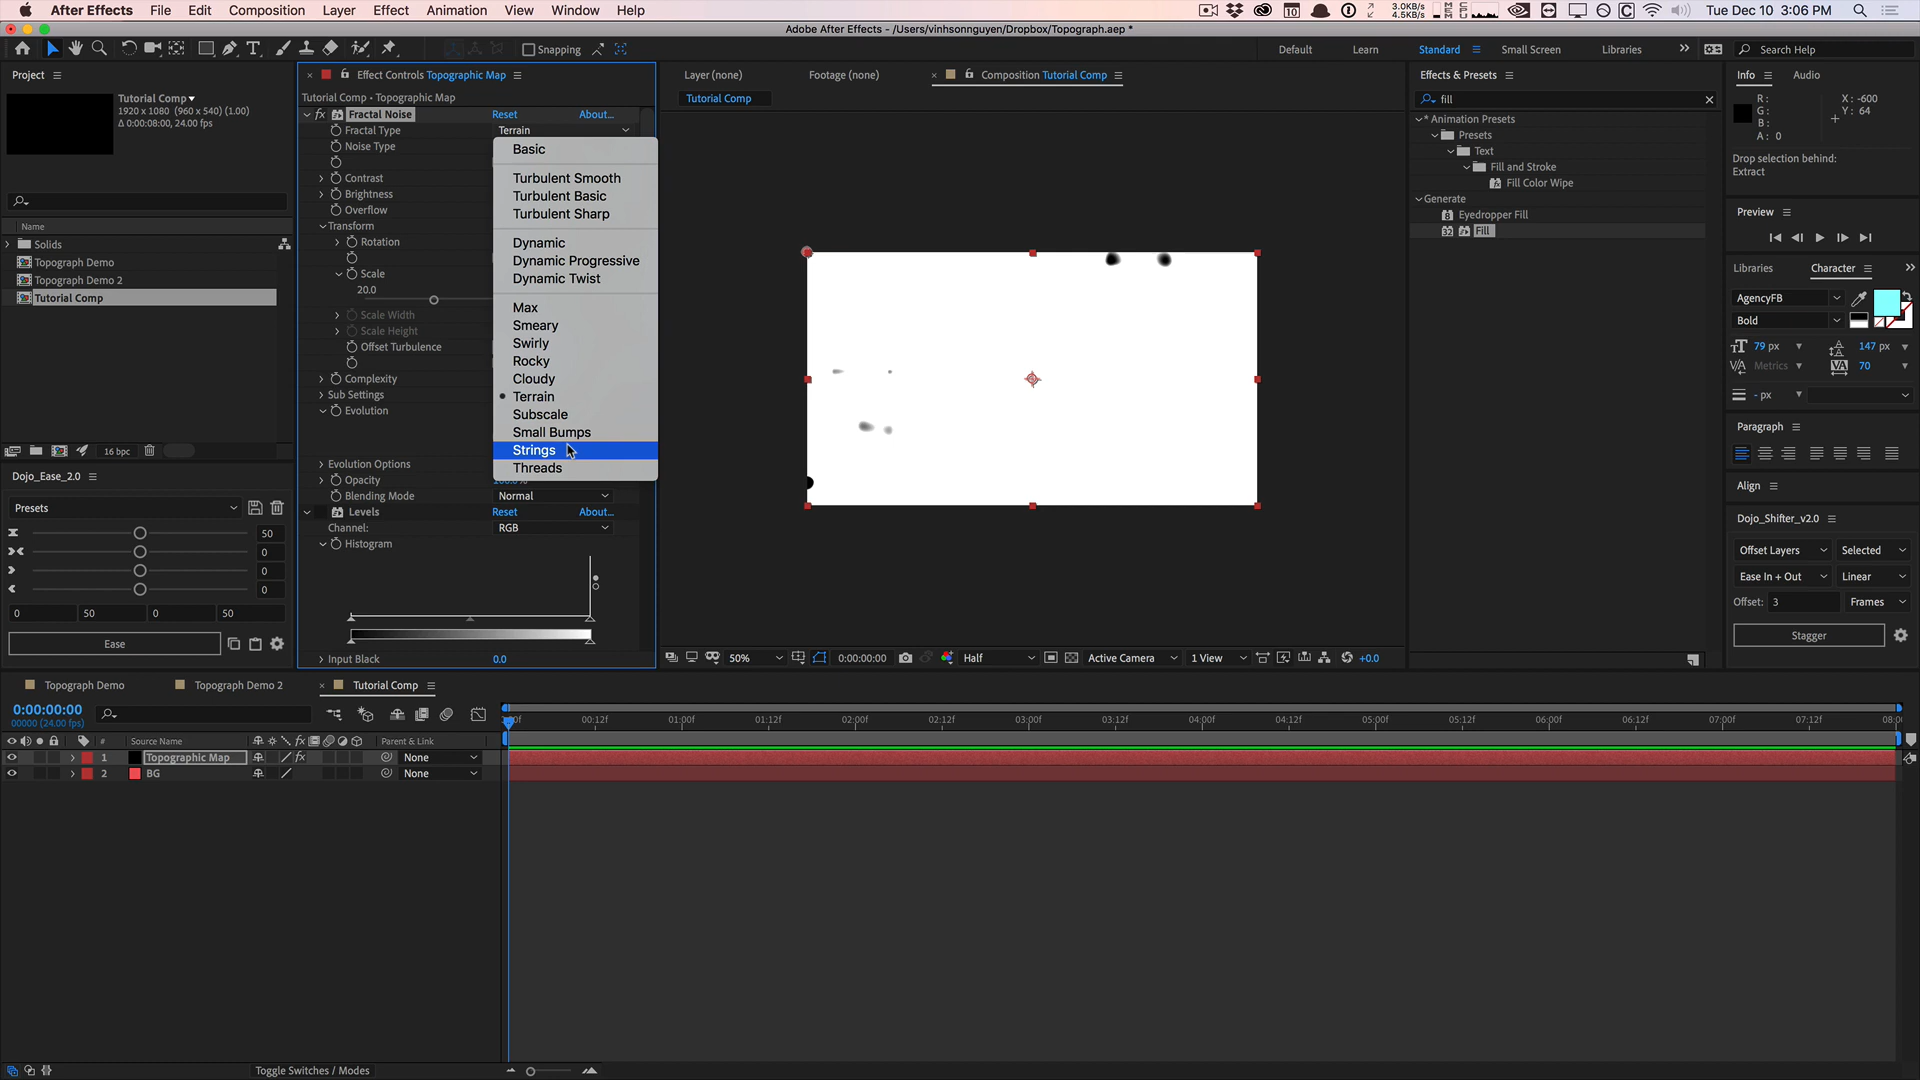 After Effects File Edit Composition Layer Effect Animation View Window Help 10 3.0KB/s 4.5KB/s Tue Dec 10 3:06 PM
Adobe After Effects - /Users/vinhsonnguyen/Dropbox/Topograph.aep *
Snapping Default Learn Standard Small Screen Libraries Search Help
Project
Tutorial Comp
1920 x 1080 (960 x 540) (1.00)
Δ 0:00:08:00, 24.00 fps
Name
Solids
Topograph Demo
Topograph Demo 2
Tutorial Comp
16 bpc
Dojo_Ease_2.0
Presets
50
0
0
0
0 50 0 50
Ease
Effect Controls Topographic Map
Tutorial Comp • Topographic Map
fx Fractal Noise Reset About...
Fractal Type Terrain
Noise Type
Contrast
Brightness
Overflow
Transform
Rotation
Scale
20.0
Scale Width
Scale Height
Offset Turbulence
Complexity
Sub Settings
Evolution
Evolution Options
Opacity
Blending Mode Normal
Levels Reset About...
Channel: RGB
Histogram
Input Black 0.0
Basic
Turbulent Smooth
Turbulent Basic
Turbulent Sharp
Dynamic
Dynamic Progressive
Dynamic Twist
Max
Smeary
Swirly
Rocky
Cloudy
Terrain
Subscale
Small Bumps
Strings
Threads
Layer (none) Footage (none) Composition Tutorial Comp
Tutorial Comp
50% 0:00:00:00 Half Active Camera 1 View +0.0
Effects & Presets
fill
* Animation Presets
Presets
Text
Fill and Stroke
Fill Color Wipe
Generate
Eyedropper Fill
Fill
Info Audio
R: X: -600
G: Y: 64
B:
A: 0
Drop selection behind:
Extract
Preview
Libraries Character
AgencyFB
Bold
79 px 147 px
Metrics 70
- px
Paragraph
Align
Dojo_Shifter_v2.0
Offset Layers Selected
Ease In + Out Linear
Offset: 3 Frames
Stagger
Topograph Demo Topograph Demo 2 Tutorial Comp
0:00:00:00
00000 (24.00 fps)
00:12f 01:00f 01:12f 02:00f 02:12f 03:00f 03:12f 04:00f 04:12f 05:00f 05:12f 06:00f 06:12f 07:00f 07:12f
# Source Name Parent & Link
1 Topographic Map None
2 BG None
Toggle Switches / Modes